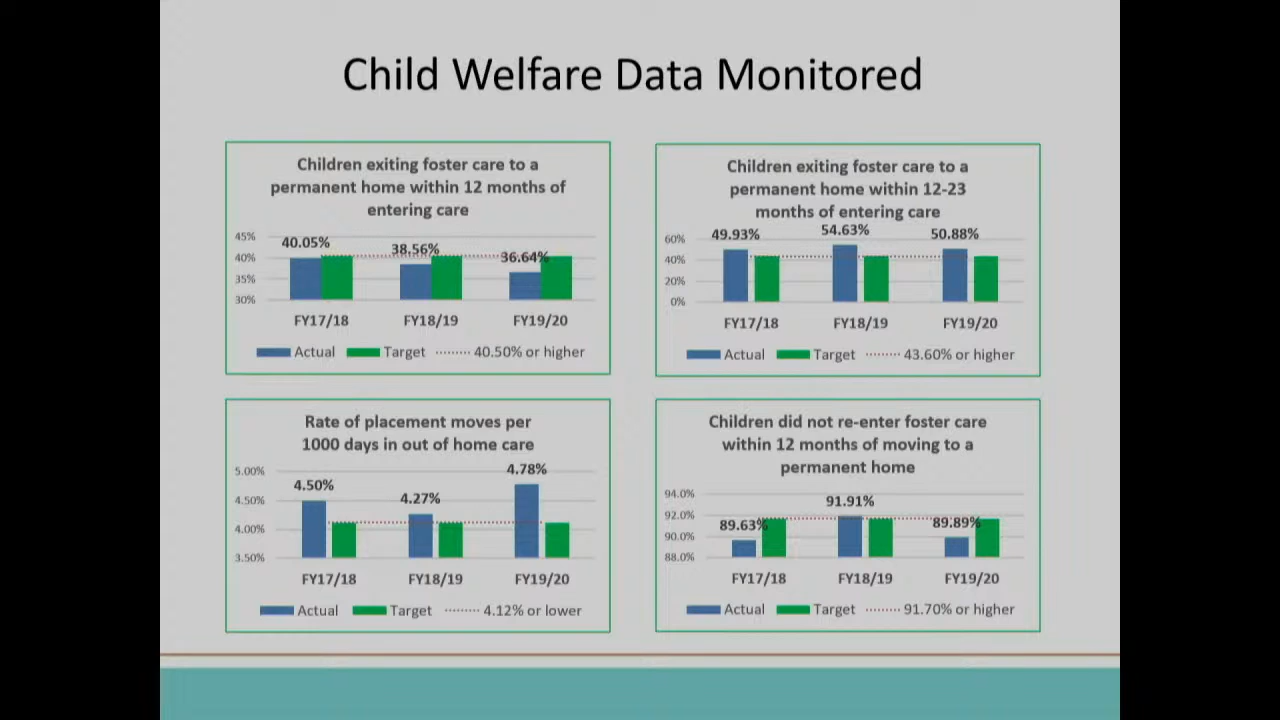 Child Welfare Data Monitored
Children exiting foster care to a
permanent home within 12 months of
entering care
45%
40%
35%
30%
40.05%
38.56%
36.64%
FY17/18
FY18/19
FY19/20
Actual
Target
40.50% or higher
Children exiting foster care to a
permanent home within 12-23
months of entering care
60%
40%
20%
0%
49.93%
54.63%
50.88%
FY17/18
FY18/19
FY19/20
Actual
Target
43.60% or higher
Rate of placement moves per
1000 days in out of home care
5.00%
4.50%
4.00%
3.50%
4.50%
4.27%
4.78%
FY17/18
FY18/19
FY19/20
Actual
Target
4.12% or lower
Children did not re-enter foster care
within 12 months of moving to a
permanent home
94.0%
92.0%
90.0%
88.0%
89.63%
91.91%
89.89%
FY17/18
FY18/19
FY19/20
Actual
Target
91.70% or higher